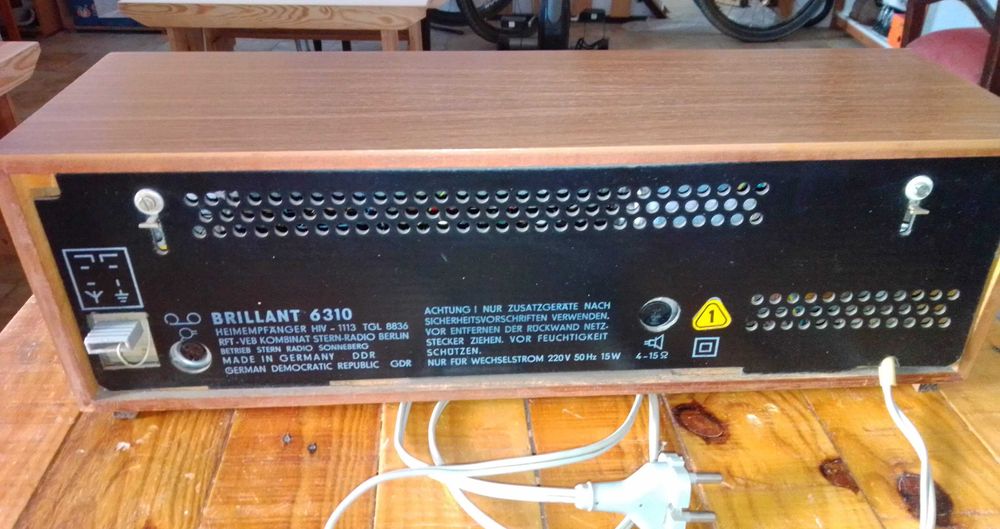 BRILLANT 6310
HEIMEMPFÄNGER HIV - 1113 TGL 8836
RFT-VEB KOMBINAT STERN-RADIO BERLIN
BETRIEB STERN RADIO SONNEBERG
MADE IN GERMANY DDR
GERMAN DEMOCRATIC REPUBLIC GDR
ACHTUNG! NUR ZUSATZGERÄTE NACH
SICHERHEITSVORSCHRIFTEN VERWENDEN.
VOR ENTFERNEN DER RÜCKWAND NETZ-
STECKER ZIEHEN. VOR FEUCHTIGKEIT
SCHÜTZEN.
NUR FÜR WECHSELSTROM 220V 50Hz 15W
4-15Ω
1